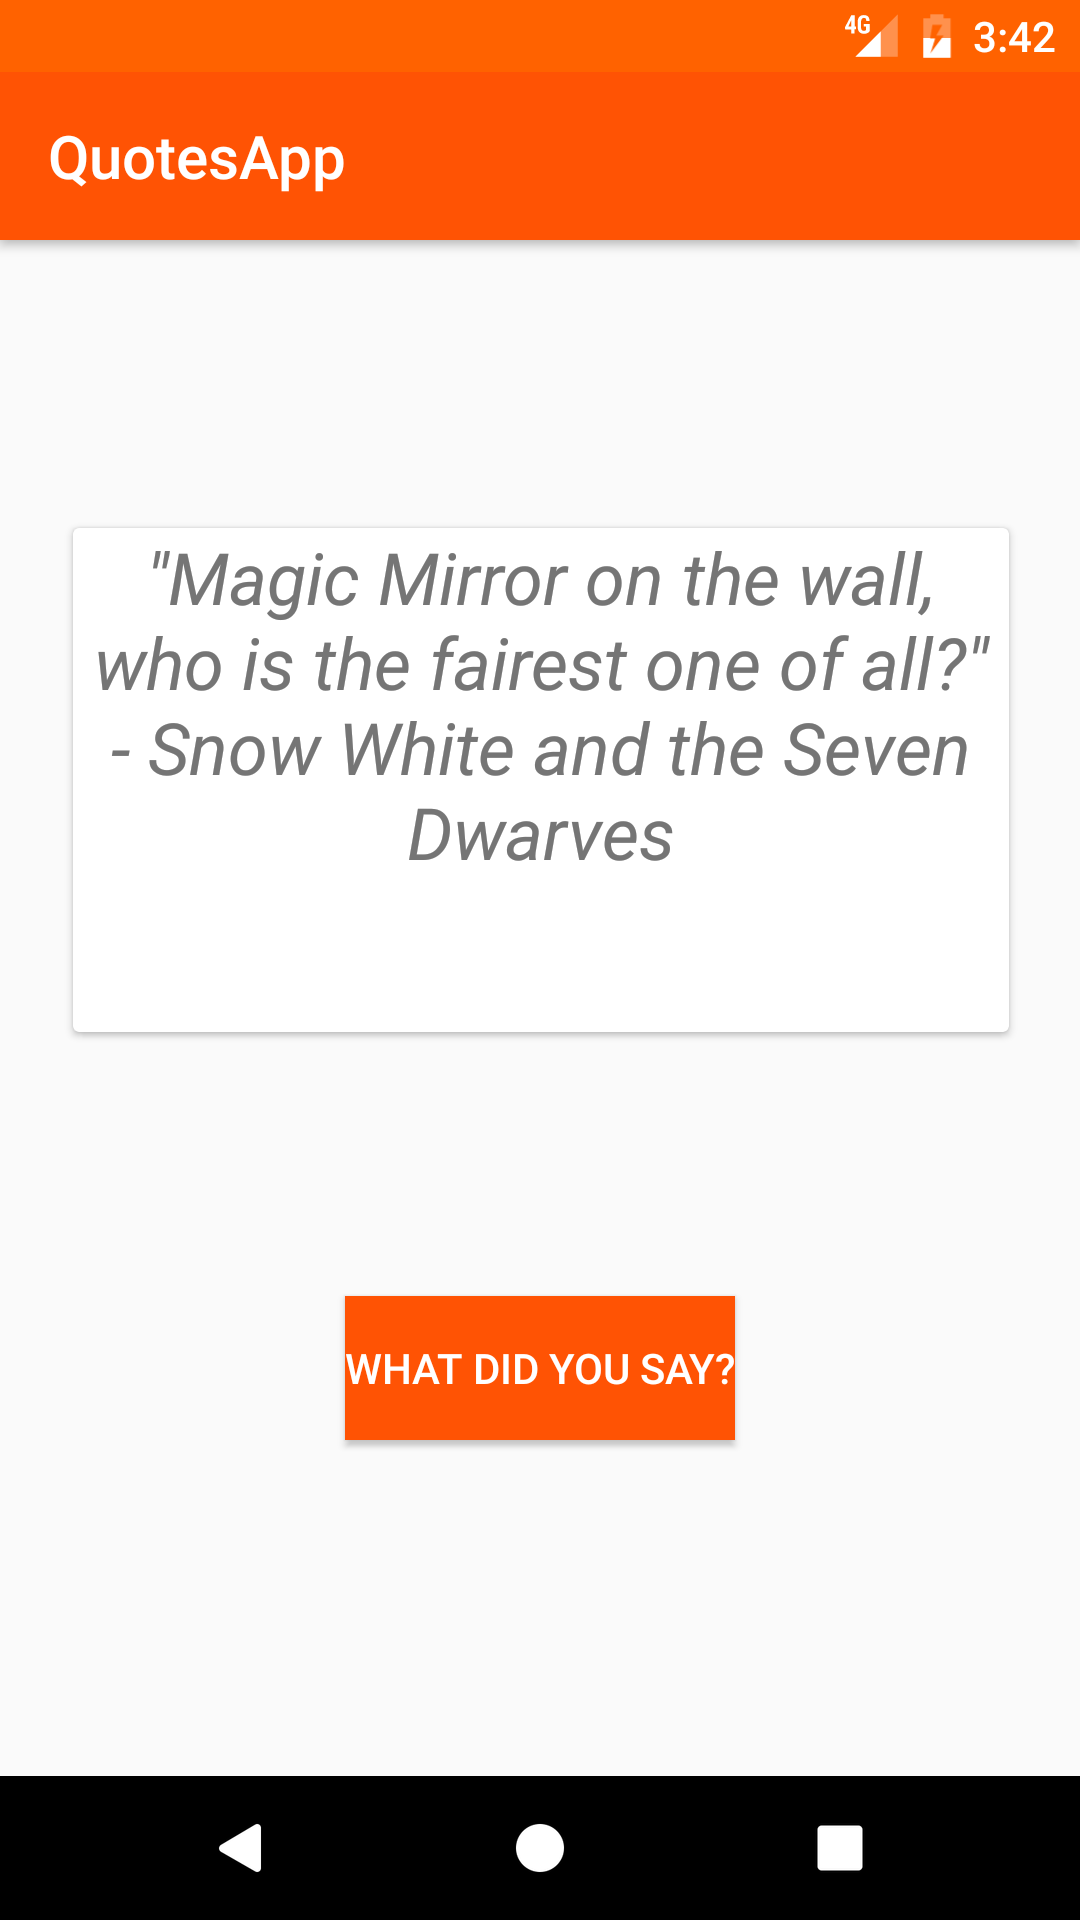 4G 3:42
QuotesApp
"Magic Mirror on the wall,
who is the fairest one of all?"
- Snow White and the Seven
Dwarves
WHAT DID YOU SAY?